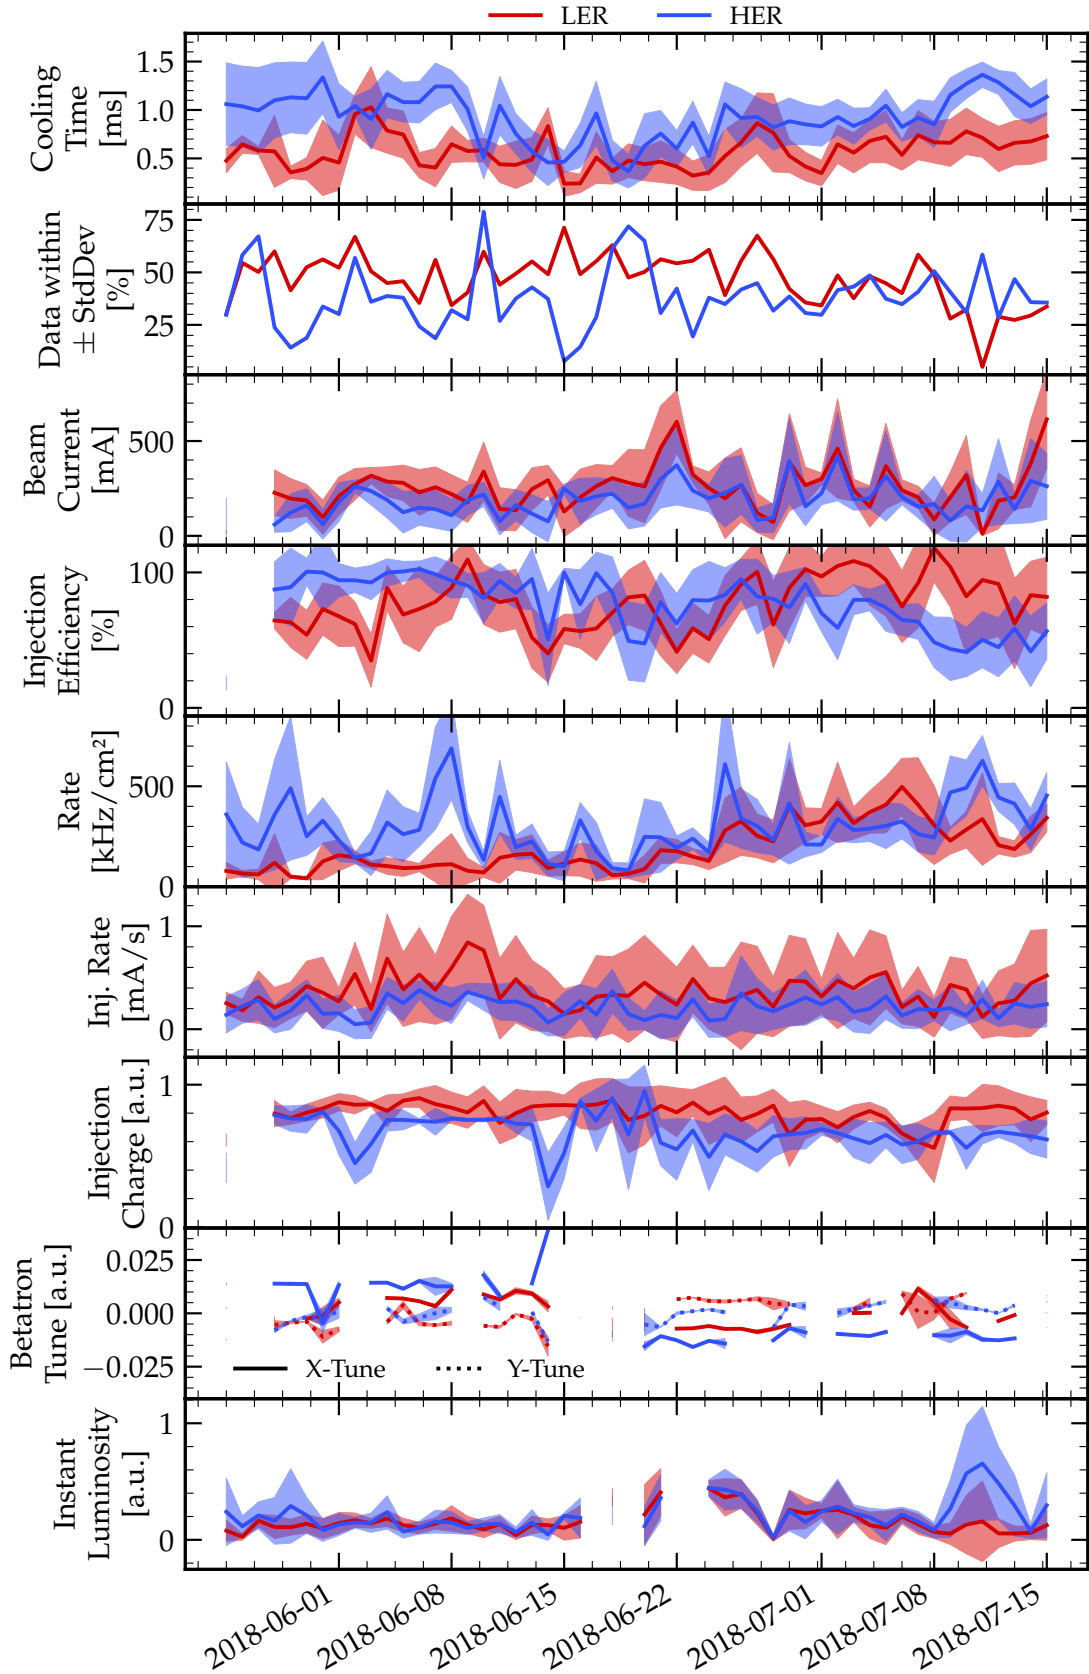 LER HER
Cooling
Time
[ms]
1.5
1.0
0.5
Data within
± StdDev
[%]
75
50
25
Beam
Current
[mA]
500
0
Injection
Efficiency
[%]
100
0
Rate
[kHz/cm²]
500
0
Inj. Rate
[mA/s]
1
0
Injection
Charge [a.u.]
1
0
Betatron
Tune [a.u.]
0.025
0.000
−0.025
X-Tune Y-Tune
Instant
Luminosity
[a.u.]
1
0
2018-06-01
2018-06-08
2018-06-15
2018-06-22
2018-07-01
2018-07-08
2018-07-15